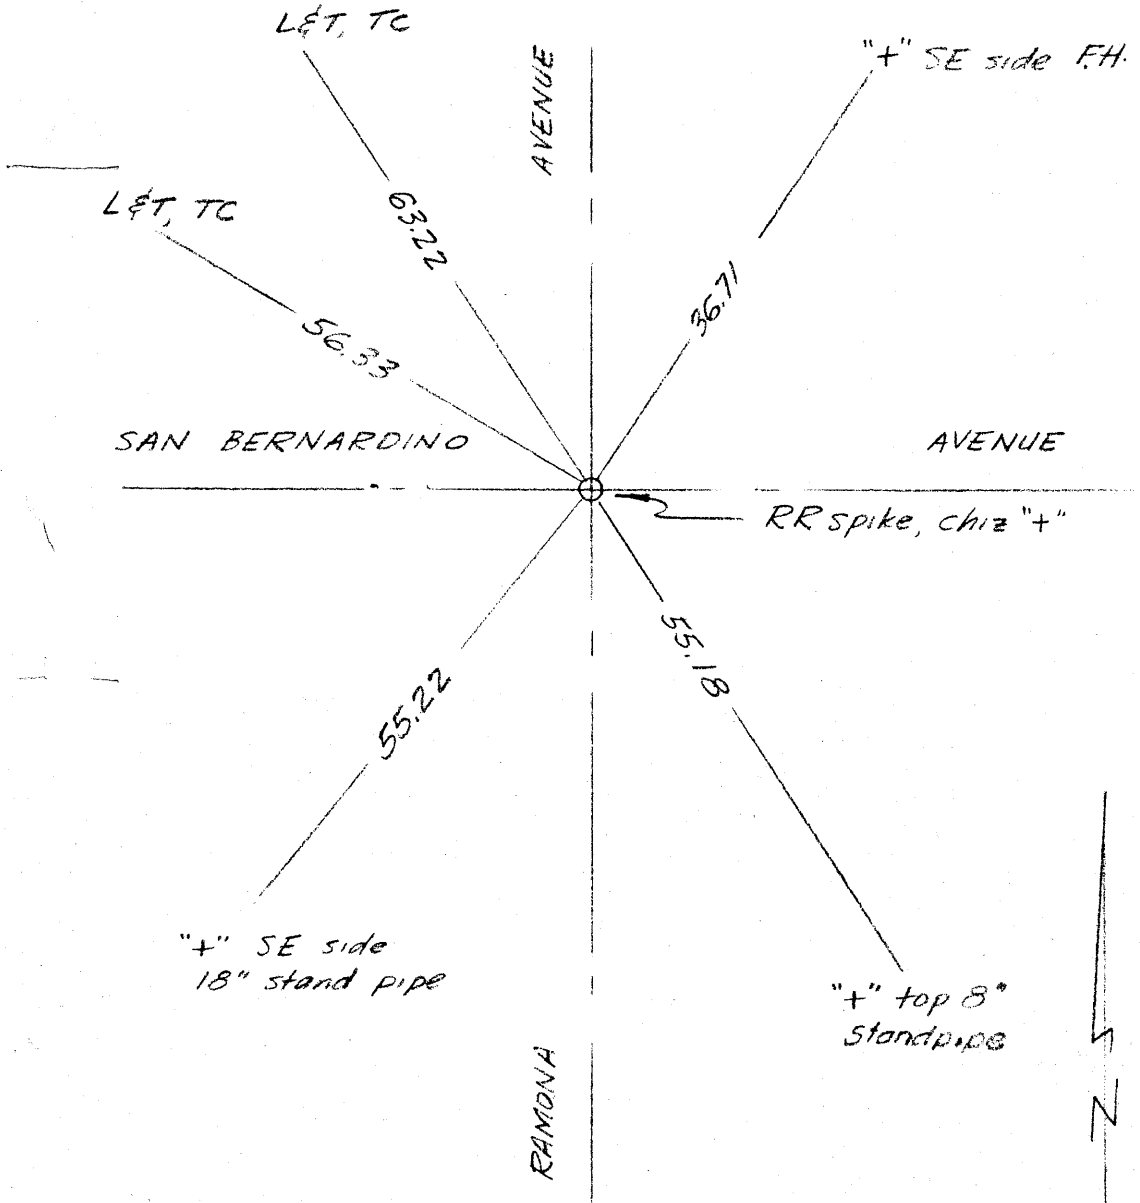 L&T, TC
"+" SE side F.H.
AVENUE
L&T, TC
63.22
36.71
56.33
SAN BERNARDINO
AVENUE
RR spike, chiz "+"
55.18
55.22
"+" SE side
18" stand pipe
"+" top 8"
standpipe
RAMONA
N